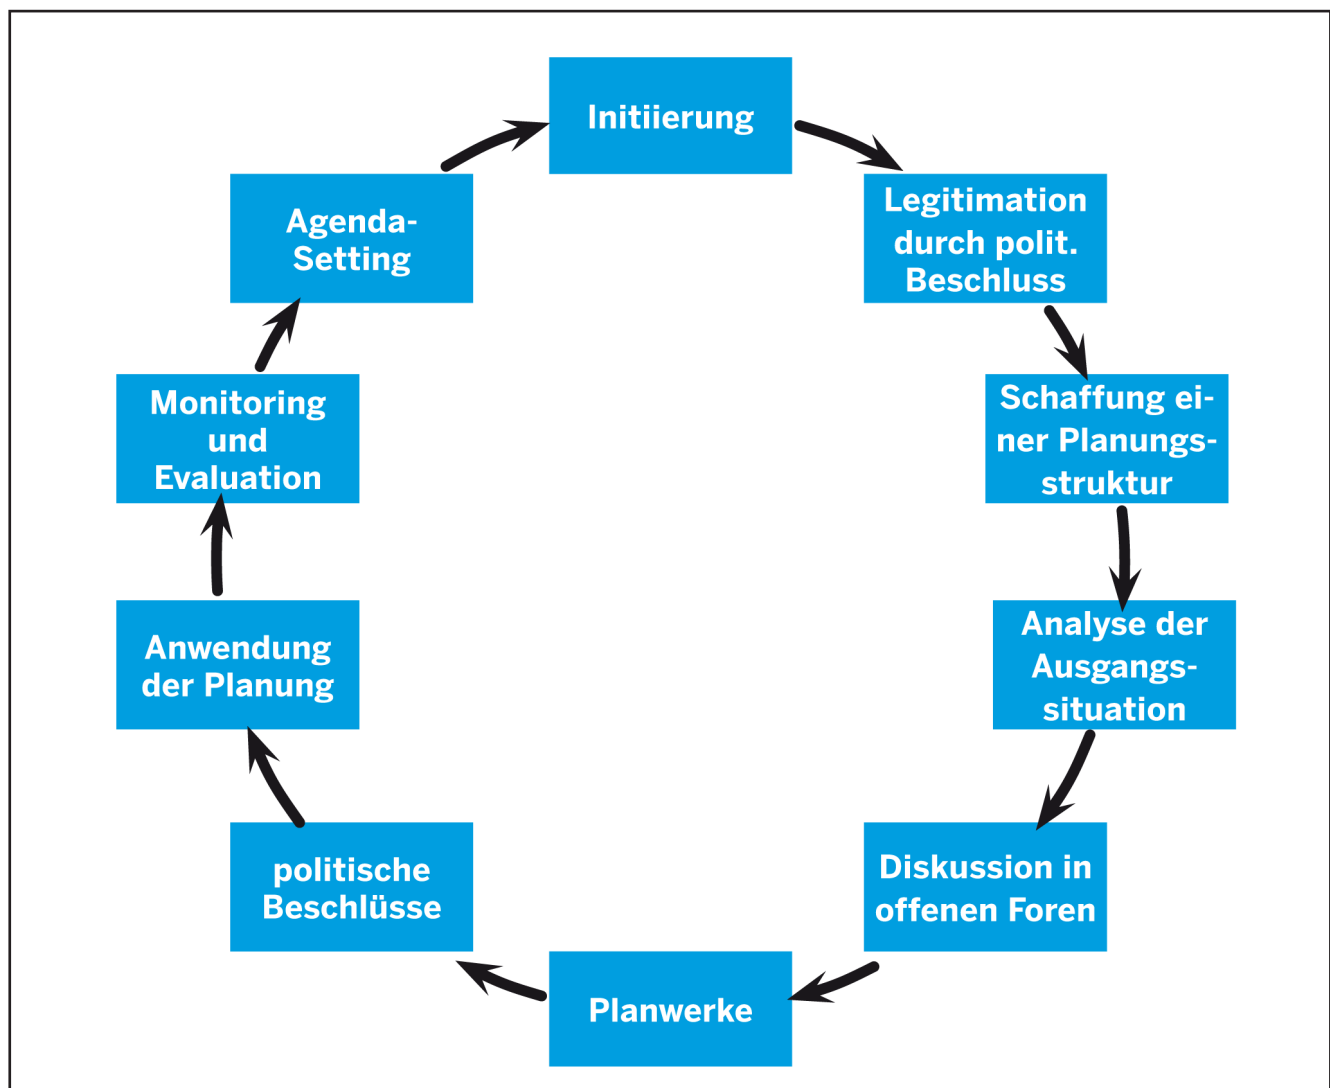 Initiierung
Legitimation
durch polit.
Beschluss
Schaffung ei-
ner Planungs-
struktur
Analyse der
Ausgangs-
situation
Diskussion in
offenen Foren
Planwerke
politische
Beschlüsse
Anwendung
der Planung
Monitoring
und
Evaluation
Agenda-
Setting